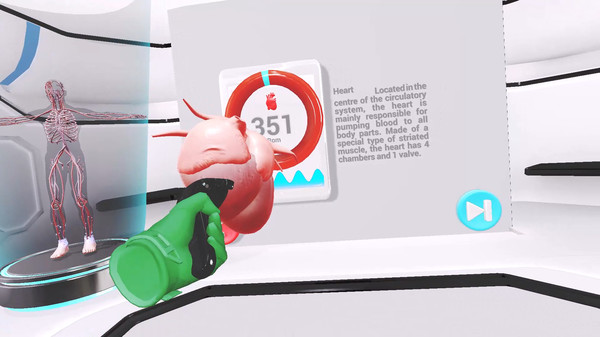 Heart Located in the
centre of the circulatory
system, the heart is
mainly responsible for
pumping blood to all
body parts. Made of a
special type of striated
muscle, the heart has 4
chambers and 1 valve.
351